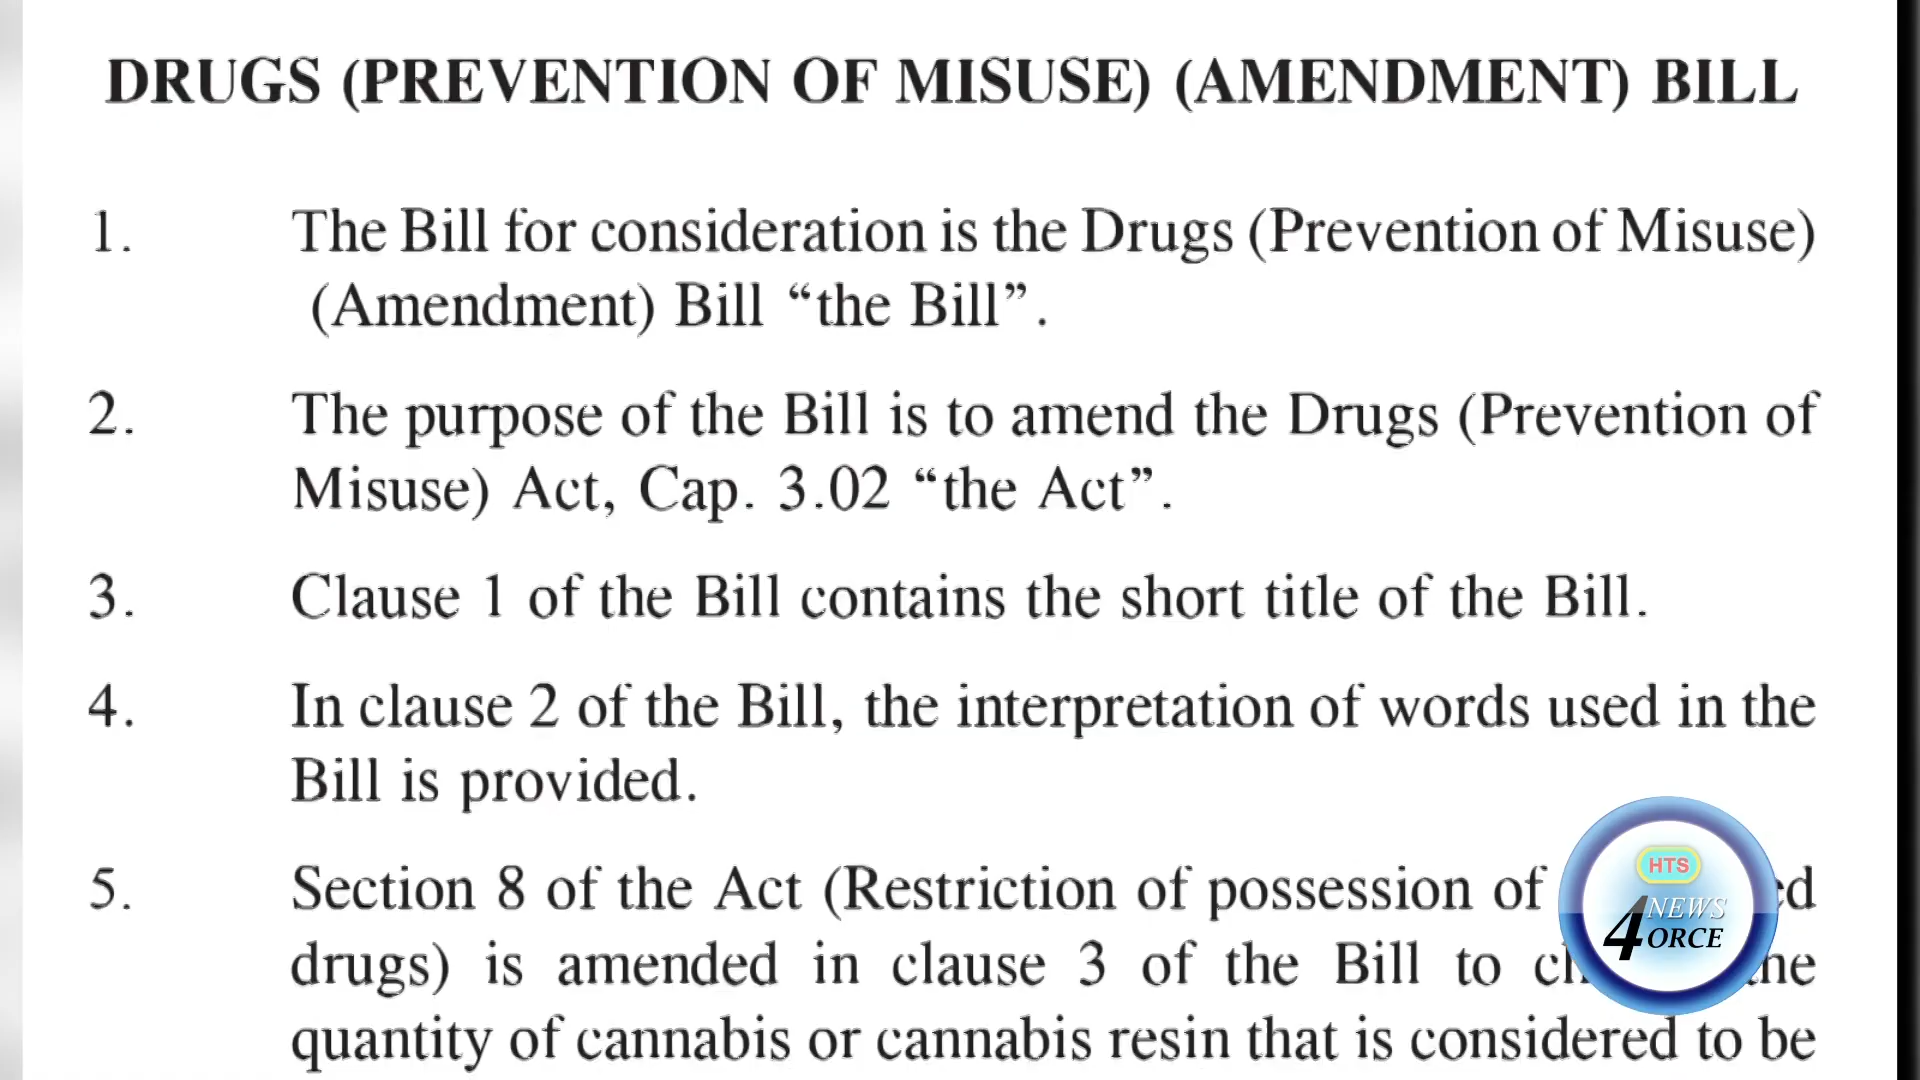 DRUGS (PREVENTION OF MISUSE) (AMENDMENT) BILL
1. The Bill for consideration is the Drugs (Prevention of Misuse)
(Amendment) Bill “the Bill”.
2. The purpose of the Bill is to amend the Drugs (Prevention of
Misuse) Act, Cap. 3.02 “the Act”.
3. Clause 1 of the Bill contains the short title of the Bill.
4. In clause 2 of the Bill, the interpretation of words used in the
Bill is provided.
5. Section 8 of the Act (Restriction of possession of
drugs) is amended in clause 3 of the Bill to
quantity of cannabis or cannabis resin that is considered to be
HTS
NEWS
4ORCE